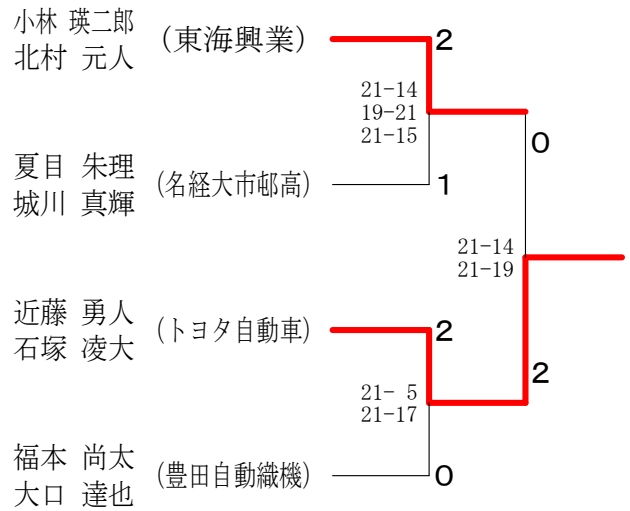 小林 瑛二郎
北村 元人
(東海興業)
2
21-14
19-21
21-15
0
夏目 朱理
城川 真輝
(名経大市邨高)
1
21-14
21-19
近藤 勇人
石塚 凌大
(トヨタ自動車)
2
2
21- 5
21-17
福本 尚太
大口 達也
(豊田自動織機)
0